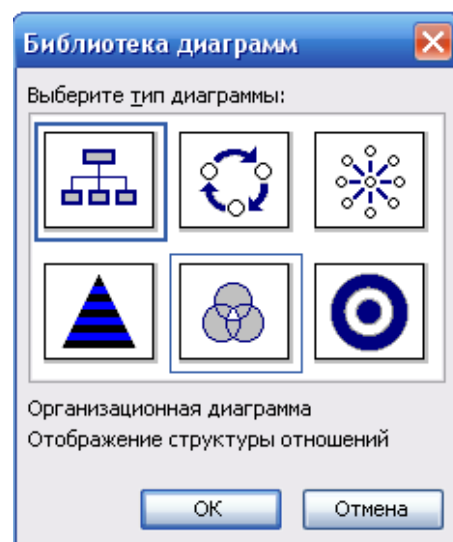 Библиотека диаграмм
Выберите тип диаграммы:
Организационная диаграмма
Отображение структуры отношений
ОК
Отмена